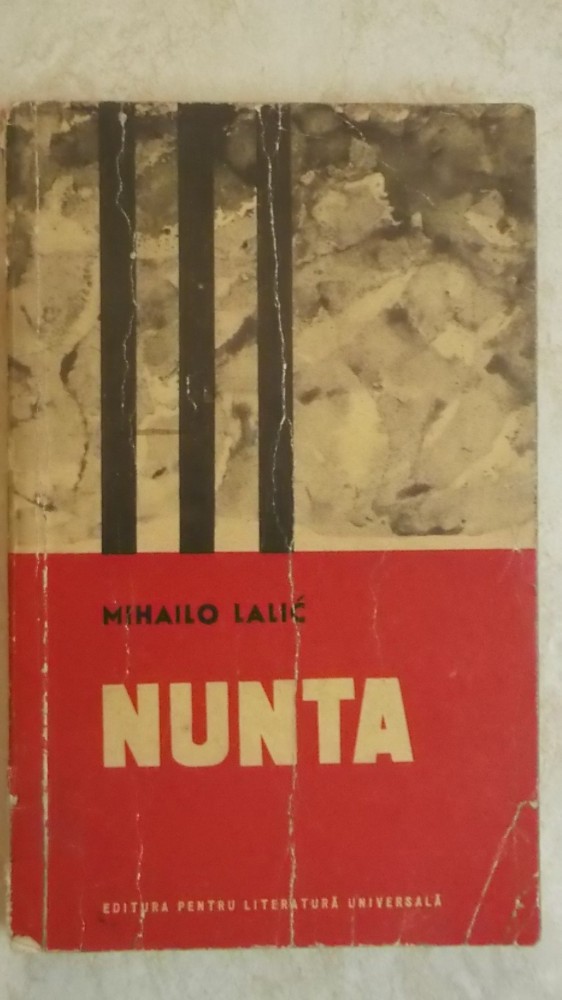 MIHAILO LALIĆ
NUNTA
EDITURA PENTRU LITERATURĂ UNIVERSALĂ